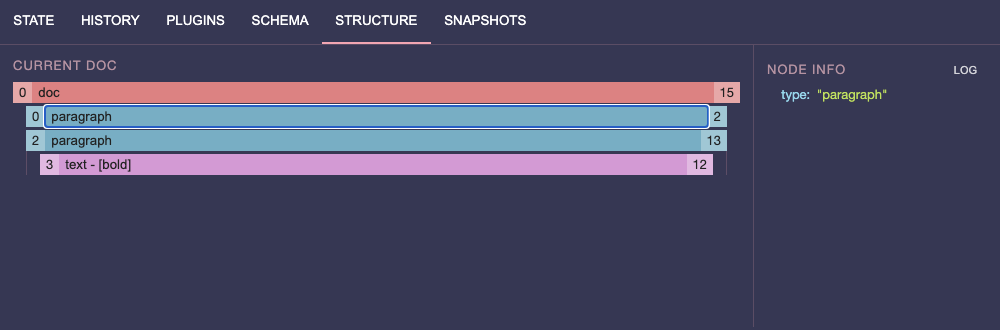 STATE HISTORY PLUGINS SCHEMA STRUCTURE SNAPSHOTS
CURRENT DOC
0 doc 15
0 paragraph 2
2 paragraph 13
3 text - [bold] 12
NODE INFO LOG
type: "paragraph"